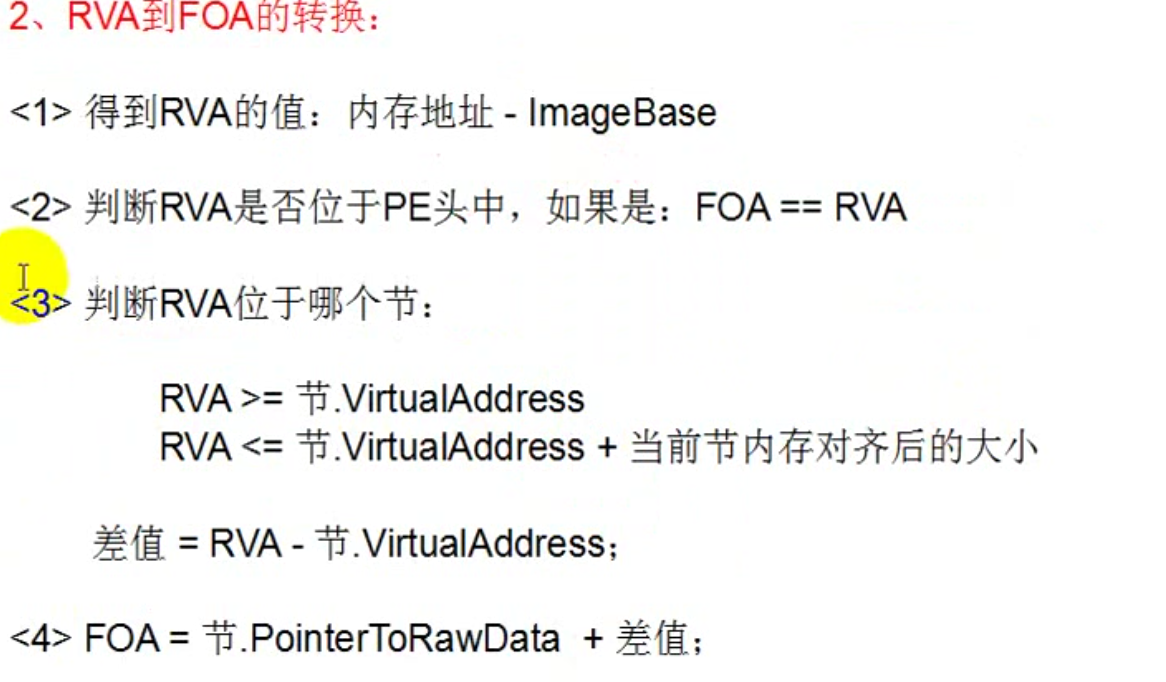 2、RVA到FOA的转换：
<1> 得到RVA的值：内存地址 - ImageBase
<2> 判断RVA是否位于PE头中，如果是：FOA == RVA
<3> 判断RVA位于哪个节：
RVA >= 节.VirtualAddress
RVA <= 节.VirtualAddress + 当前节内存对齐后的大小
差值 = RVA - 节.VirtualAddress；
<4> FOA = 节.PointerToRawData + 差值；